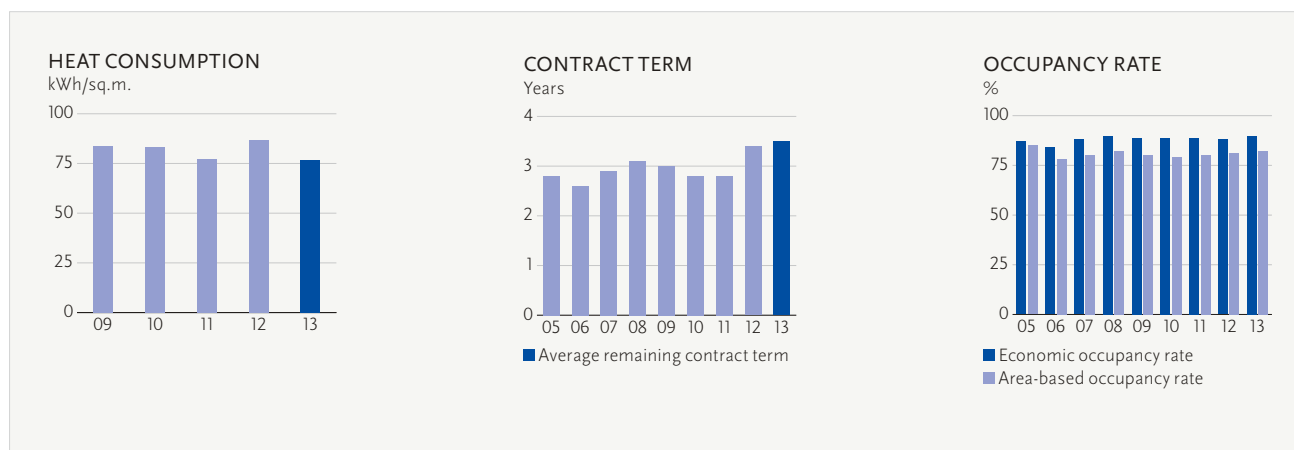 HEAT CONSUMPTION
kWh/sq.m.
100
75
50
25
0
09 10 11 12 13
CONTRACT TERM
Years
4
3
2
1
0
05 06 07 08 09 10 11 12 13
Average remaining contract term
OCCUPANCY RATE
%
100
75
50
25
0
05 06 07 08 09 10 11 12 13
Economic occupancy rate
Area-based occupancy rate